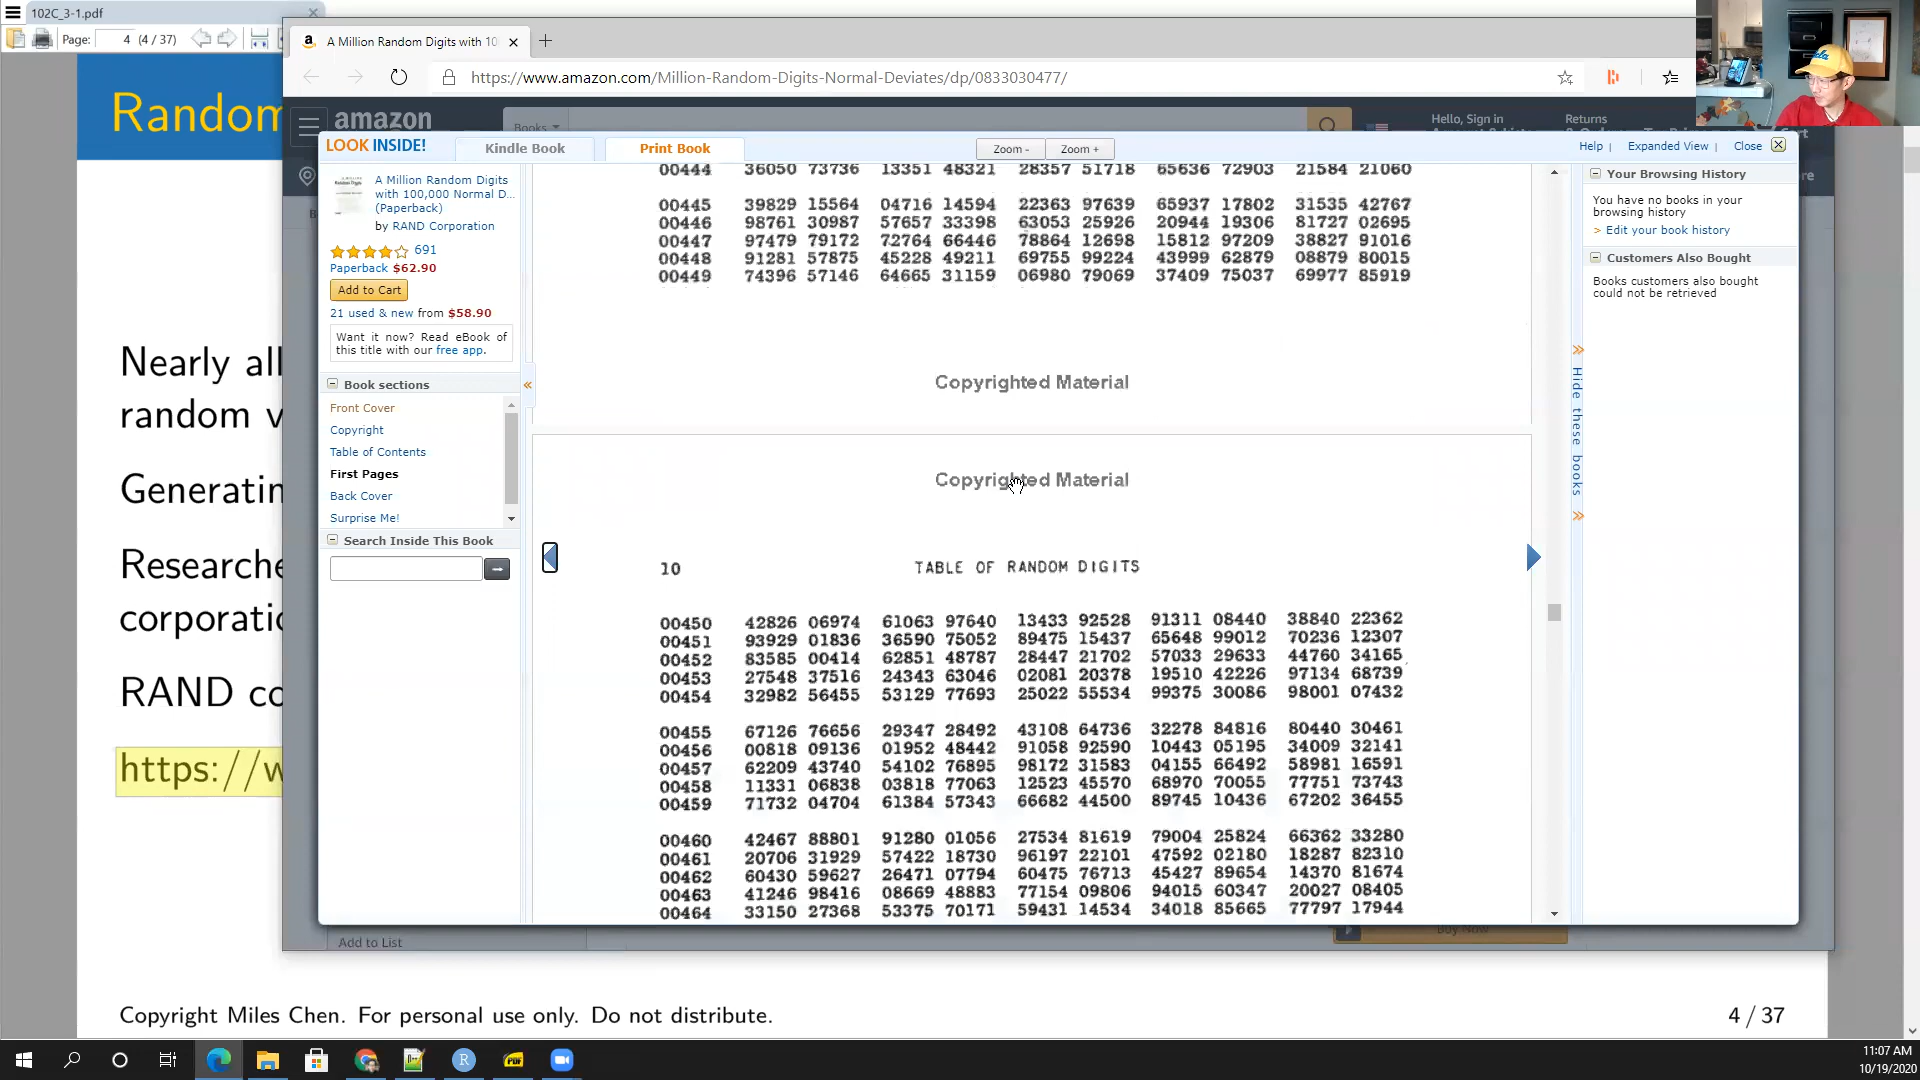 102C_3-1.pdf
Page: 4 (4 / 37)
A Million Random Digits with 10
https://www.amazon.com/Million-Random-Digits-Normal-Deviates/dp/0833030477/
Random
amazon
Books
Hello, Sign in
Returns
Cart
LOOK INSIDE!
Kindle Book
Print Book
Zoom -
Zoom +
Help |
Expanded View |
Close
A Million Random Digits
with 100,000 Normal D...
(Paperback)
by RAND Corporation
691
Paperback $62.90
Add to Cart
21 used & new from $58.90
Want it now? Read eBook of
this title with our free app.
Book sections
Front Cover
Copyright
Table of Contents
First Pages
Back Cover
Surprise Me!
Search Inside This Book
00444 36050 73736 13351 48321 28357 51718 65636 72903 21584 21060
00445 39829 15564 04716 14594 22363 97639 65937 17802 31535 42767
00446 98761 30987 57657 33398 63053 25926 20944 19306 81727 02695
00447 97479 79172 72764 66446 78864 12698 15812 97209 38827 91016
00448 91281 57875 45228 49211 69755 99224 43999 62879 08879 80015
00449 74396 57146 64665 31159 06980 79069 37409 75037 69977 85919
Copyrighted Material
Copyrighted Material
10 TABLE OF RANDOM DIGITS
00450 42826 06974 61063 97640 13433 92528 91311 08440 38840 22362
00451 93929 01836 36590 75052 89475 15437 65648 99012 70236 12307
00452 83585 00414 62851 48787 28447 21702 57033 29633 44760 34165
00453 27548 37516 24343 63046 02081 20378 19510 42226 97134 68739
00454 32982 56455 53129 77693 25022 55534 99375 30086 98001 07432
00455 67126 76656 29347 28492 43108 64736 32278 84816 80440 30461
00456 00818 09136 01952 48442 91058 92590 10443 05195 34009 32141
00457 62209 43740 54102 76895 98172 31583 04155 66492 58981 16591
00458 11331 06838 03818 77063 12523 45570 68970 70055 77751 73743
00459 71732 04704 61384 57343 66682 44500 89745 10436 67202 36455
00460 42467 88801 91280 01056 27534 81619 79004 25824 66362 33280
00461 20706 31929 57422 18730 96197 22101 47592 02180 18287 82310
00462 60430 59627 26471 07794 60475 76713 45427 89654 14370 81674
00463 41246 98416 08669 48883 77154 09806 94015 60347 20027 08405
00464 33150 27368 53375 70171 59431 14534 34018 85665 77797 17944
Your Browsing History
You have no books in your
browsing history
> Edit your book history
Customers Also Bought
Books customers also bought
could not be retrieved
Hide these books
Nearly all
random v
Generatin
Researche
corporatio
RAND co
https://w
Add to List
Buy Now
Copyright Miles Chen. For personal use only. Do not distribute.
4 / 37
11:07 AM
10/19/2020